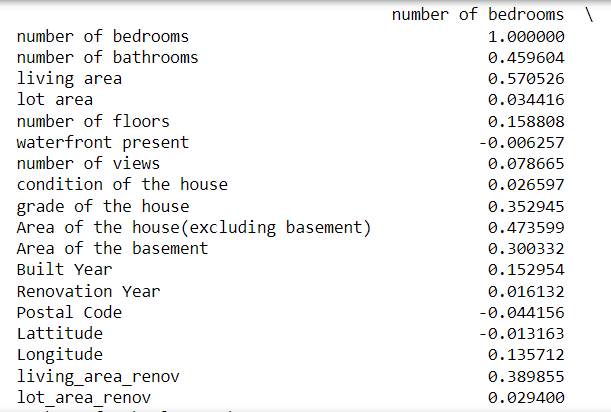 number of bedrooms \
number of bedrooms 1.000000
number of bathrooms 0.459604
living area 0.570526
lot area 0.034416
number of floors 0.158808
waterfront present -0.006257
number of views 0.078665
condition of the house 0.026597
grade of the house 0.352945
Area of the house(excluding basement) 0.473599
Area of the basement 0.300332
Built Year 0.152954
Renovation Year 0.016132
Postal Code -0.044156
Lattitude -0.013163
Longitude 0.135712
living_area_renov 0.389855
lot_area_renov 0.029400